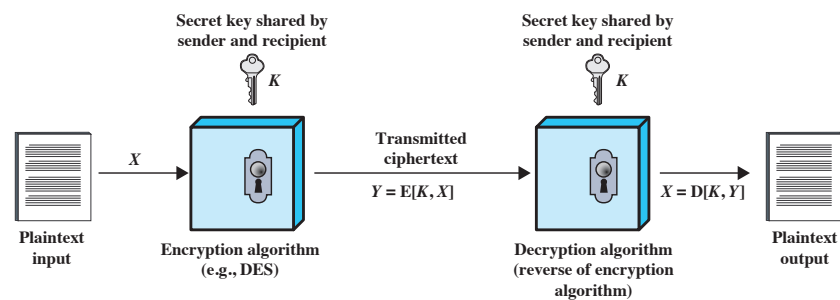 Secret key shared by
sender and recipient
K
Secret key shared by
sender and recipient
K
X
Transmitted
ciphertext
Y = E[K, X]
X = D[K, Y]
Plaintext
input
Encryption algorithm
(e.g., DES)
Decryption algorithm
(reverse of encryption
algorithm)
Plaintext
output